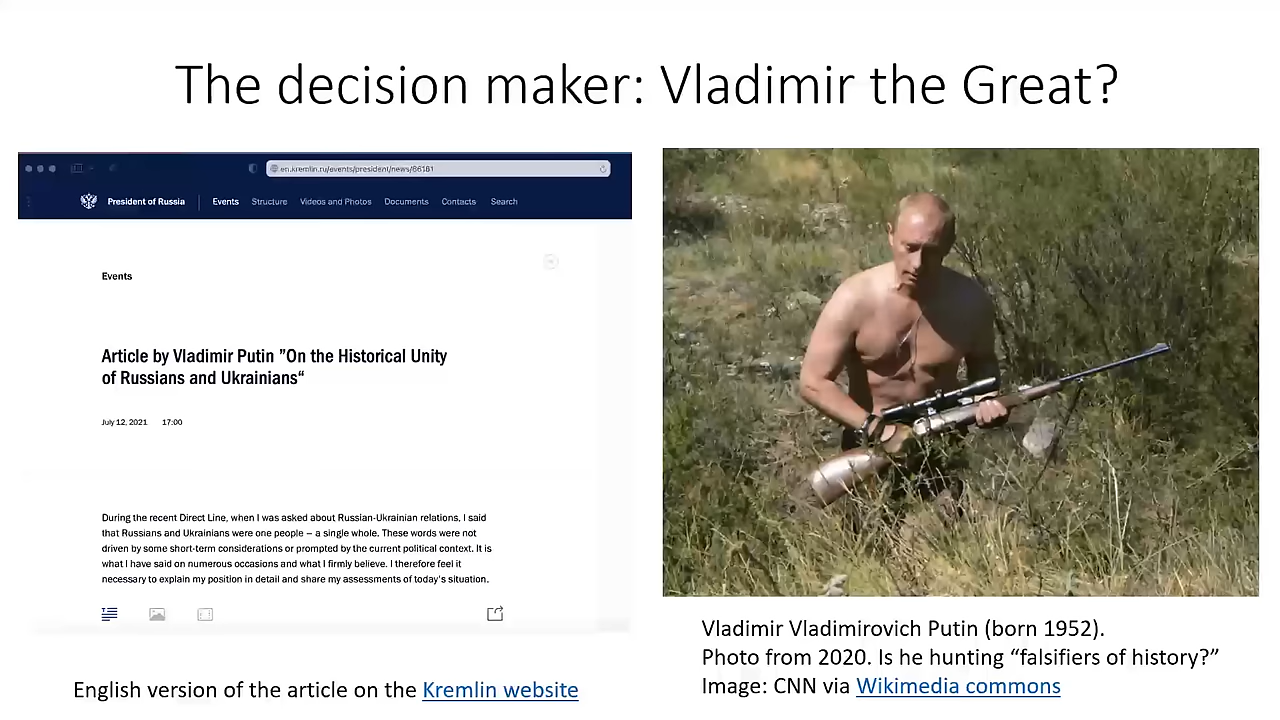 The decision maker: Vladimir the Great?
en.kremlin.ru/events/president/news/66181
President of Russia
Events
Structure
Videos and Photos
Documents
Contacts
Search
Events
Article by Vladimir Putin ”On the Historical Unity
of Russians and Ukrainians“
July 12, 2021 17:00
During the recent Direct Line, when I was asked about Russian-Ukrainian relations, I said
that Russians and Ukrainians were one people – a single whole. These words were not
driven by some short-term considerations or prompted by the current political context. It is
what I have said on numerous occasions and what I firmly believe. I therefore feel it
necessary to explain my position in detail and share my assessments of today's situation.
English version of the article on the Kremlin website
Vladimir Vladimirovich Putin (born 1952).
Photo from 2020. Is he hunting “falsifiers of history?”
Image: CNN via Wikimedia commons